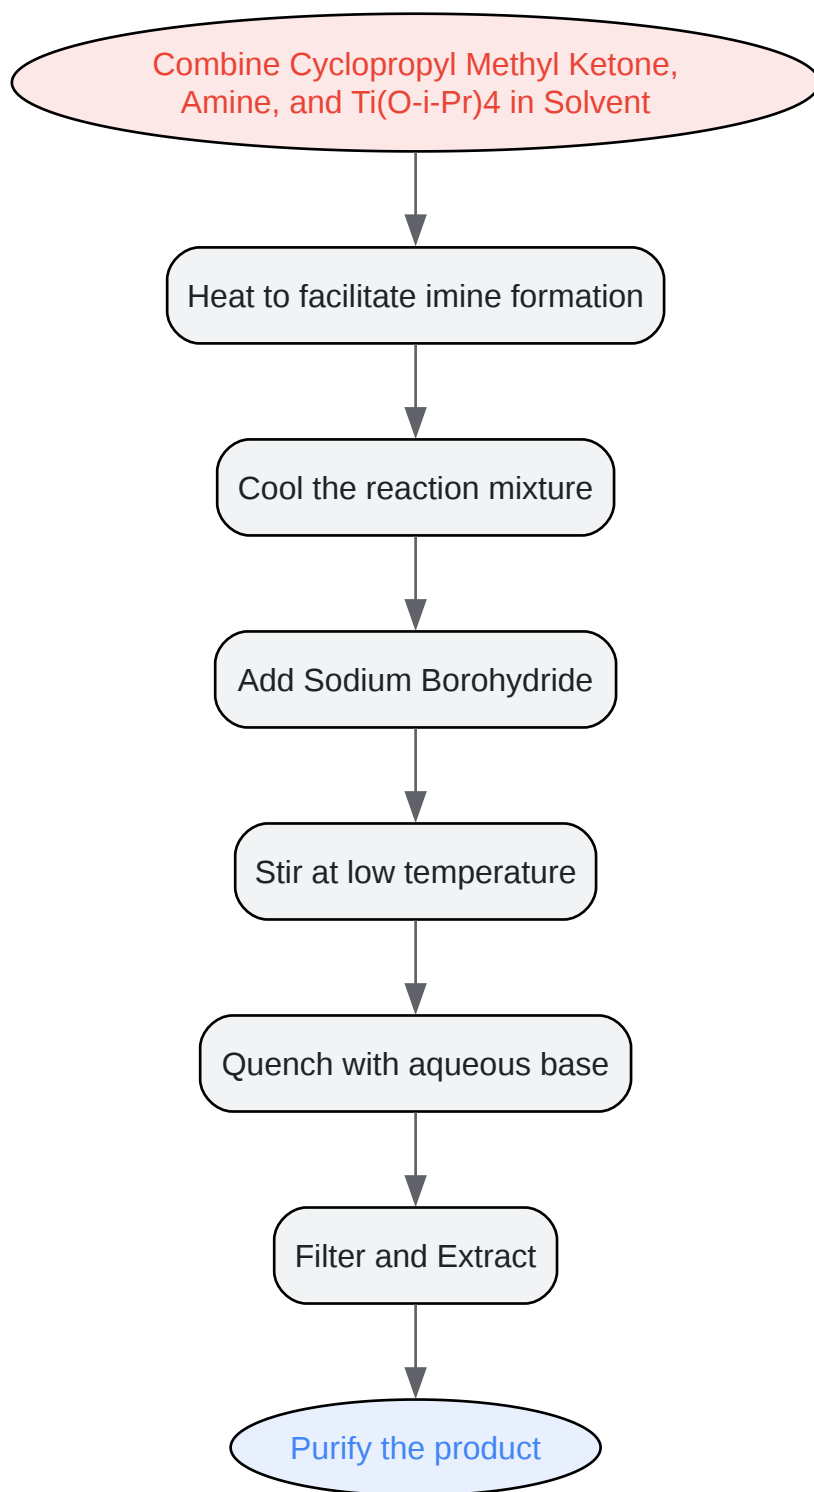 Combine Cyclopropyl Methyl Ketone,
Amine, and Ti(O-i-Pr)4 in Solvent
Heat to facilitate imine formation
Cool the reaction mixture
Add Sodium Borohydride
Stir at low temperature
Quench with aqueous base
Filter and Extract
Purify the product